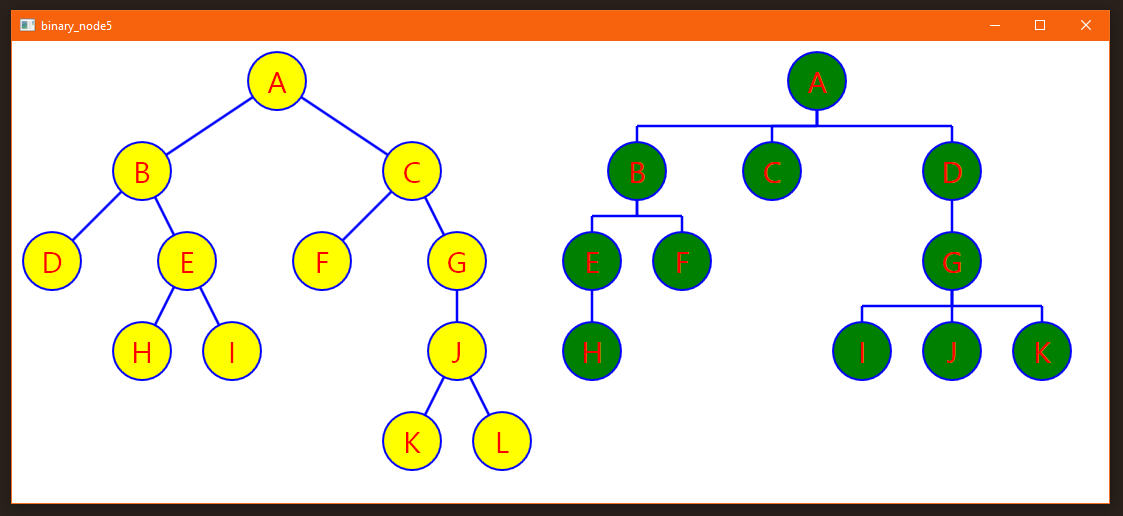 binary_node5
A A
B C B C D
D E F G E F G
H I J H I J K
K L